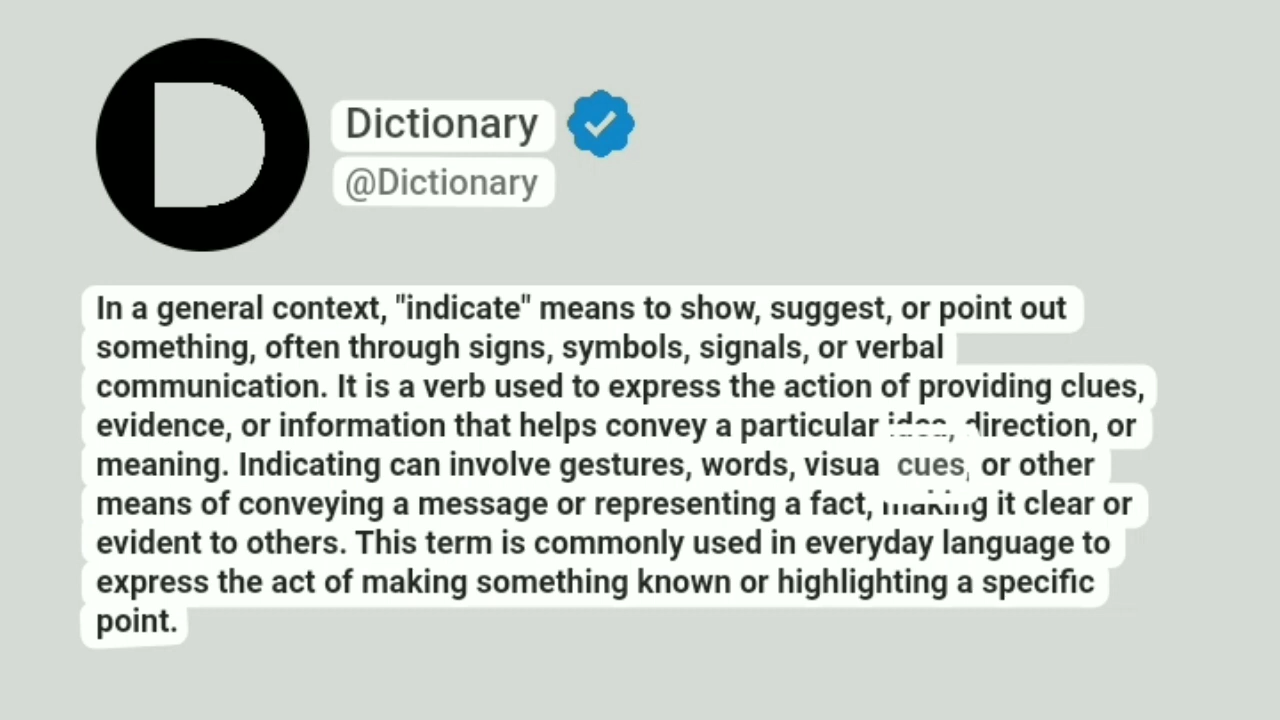 D
Dictionary
@Dictionary
In a general context, "indicate" means to show, suggest, or point out
something, often through signs, symbols, signals, or verbal
communication. It is a verb used to express the action of providing clues,
evidence, or information that helps convey a particular idea, direction, or
meaning. Indicating can involve gestures, words, visua cues, or other
means of conveying a message or representing a fact, making it clear or
evident to others. This term is commonly used in everyday language to
express the act of making something known or highlighting a specific
point.